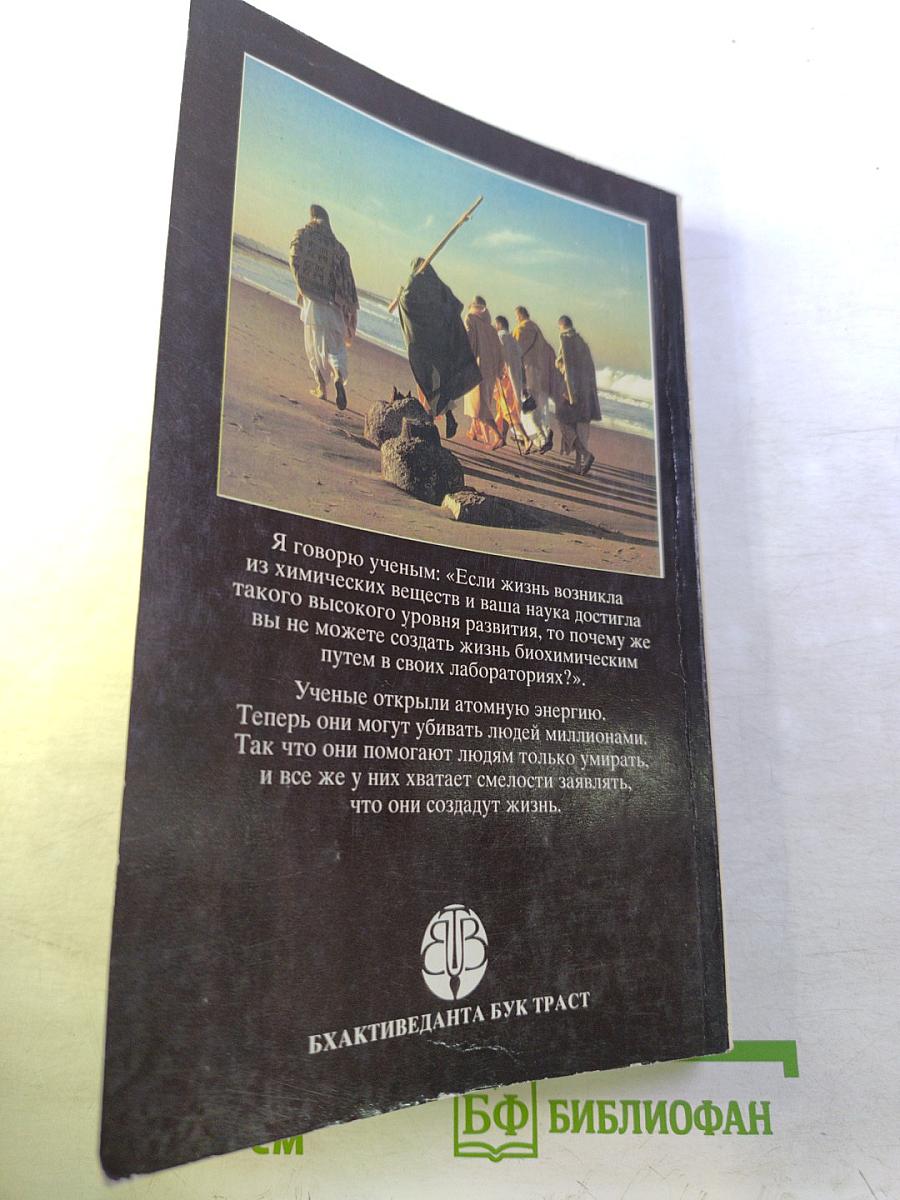 Я говорю ученым: «Если жизнь возникла
из химических веществ и ваша наука достигла
такого высокого уровня развития, то почему же
вы не можете создать жизнь биохимическим
путем в своих лабораториях?».
Ученые открыли атомную энергию.
Теперь они могут убивать людей миллионами.
Так что они помогают людям только умирать,
и все же у них хватает смелости заявлять,
что они создадут жизнь.
BTB
БХАКТИВЕДАНТА БУК ТРАСТ
БФ БИБЛИОФАН